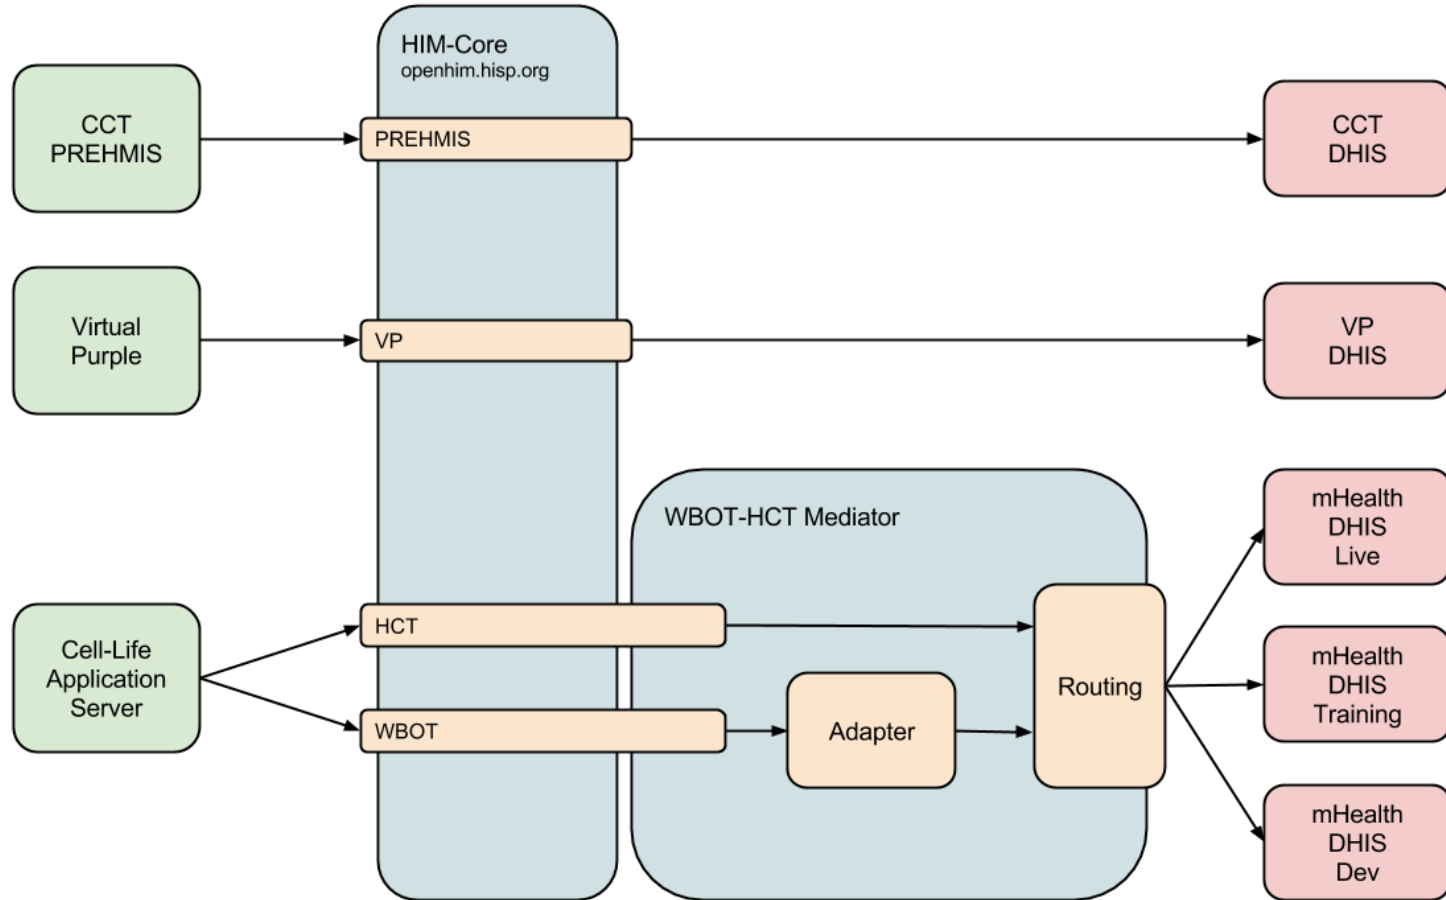 HIM-Core
openhim.hisp.org
CCT
PREHMIS
PREHMIS
CCT
DHIS
Virtual
Purple
VP
VP
DHIS
WBOT-HCT Mediator
mHealth
DHIS
Live
Cell-Life
Application
Server
HCT
WBOT
Adapter
Routing
mHealth
DHIS
Training
mHealth
DHIS
Dev